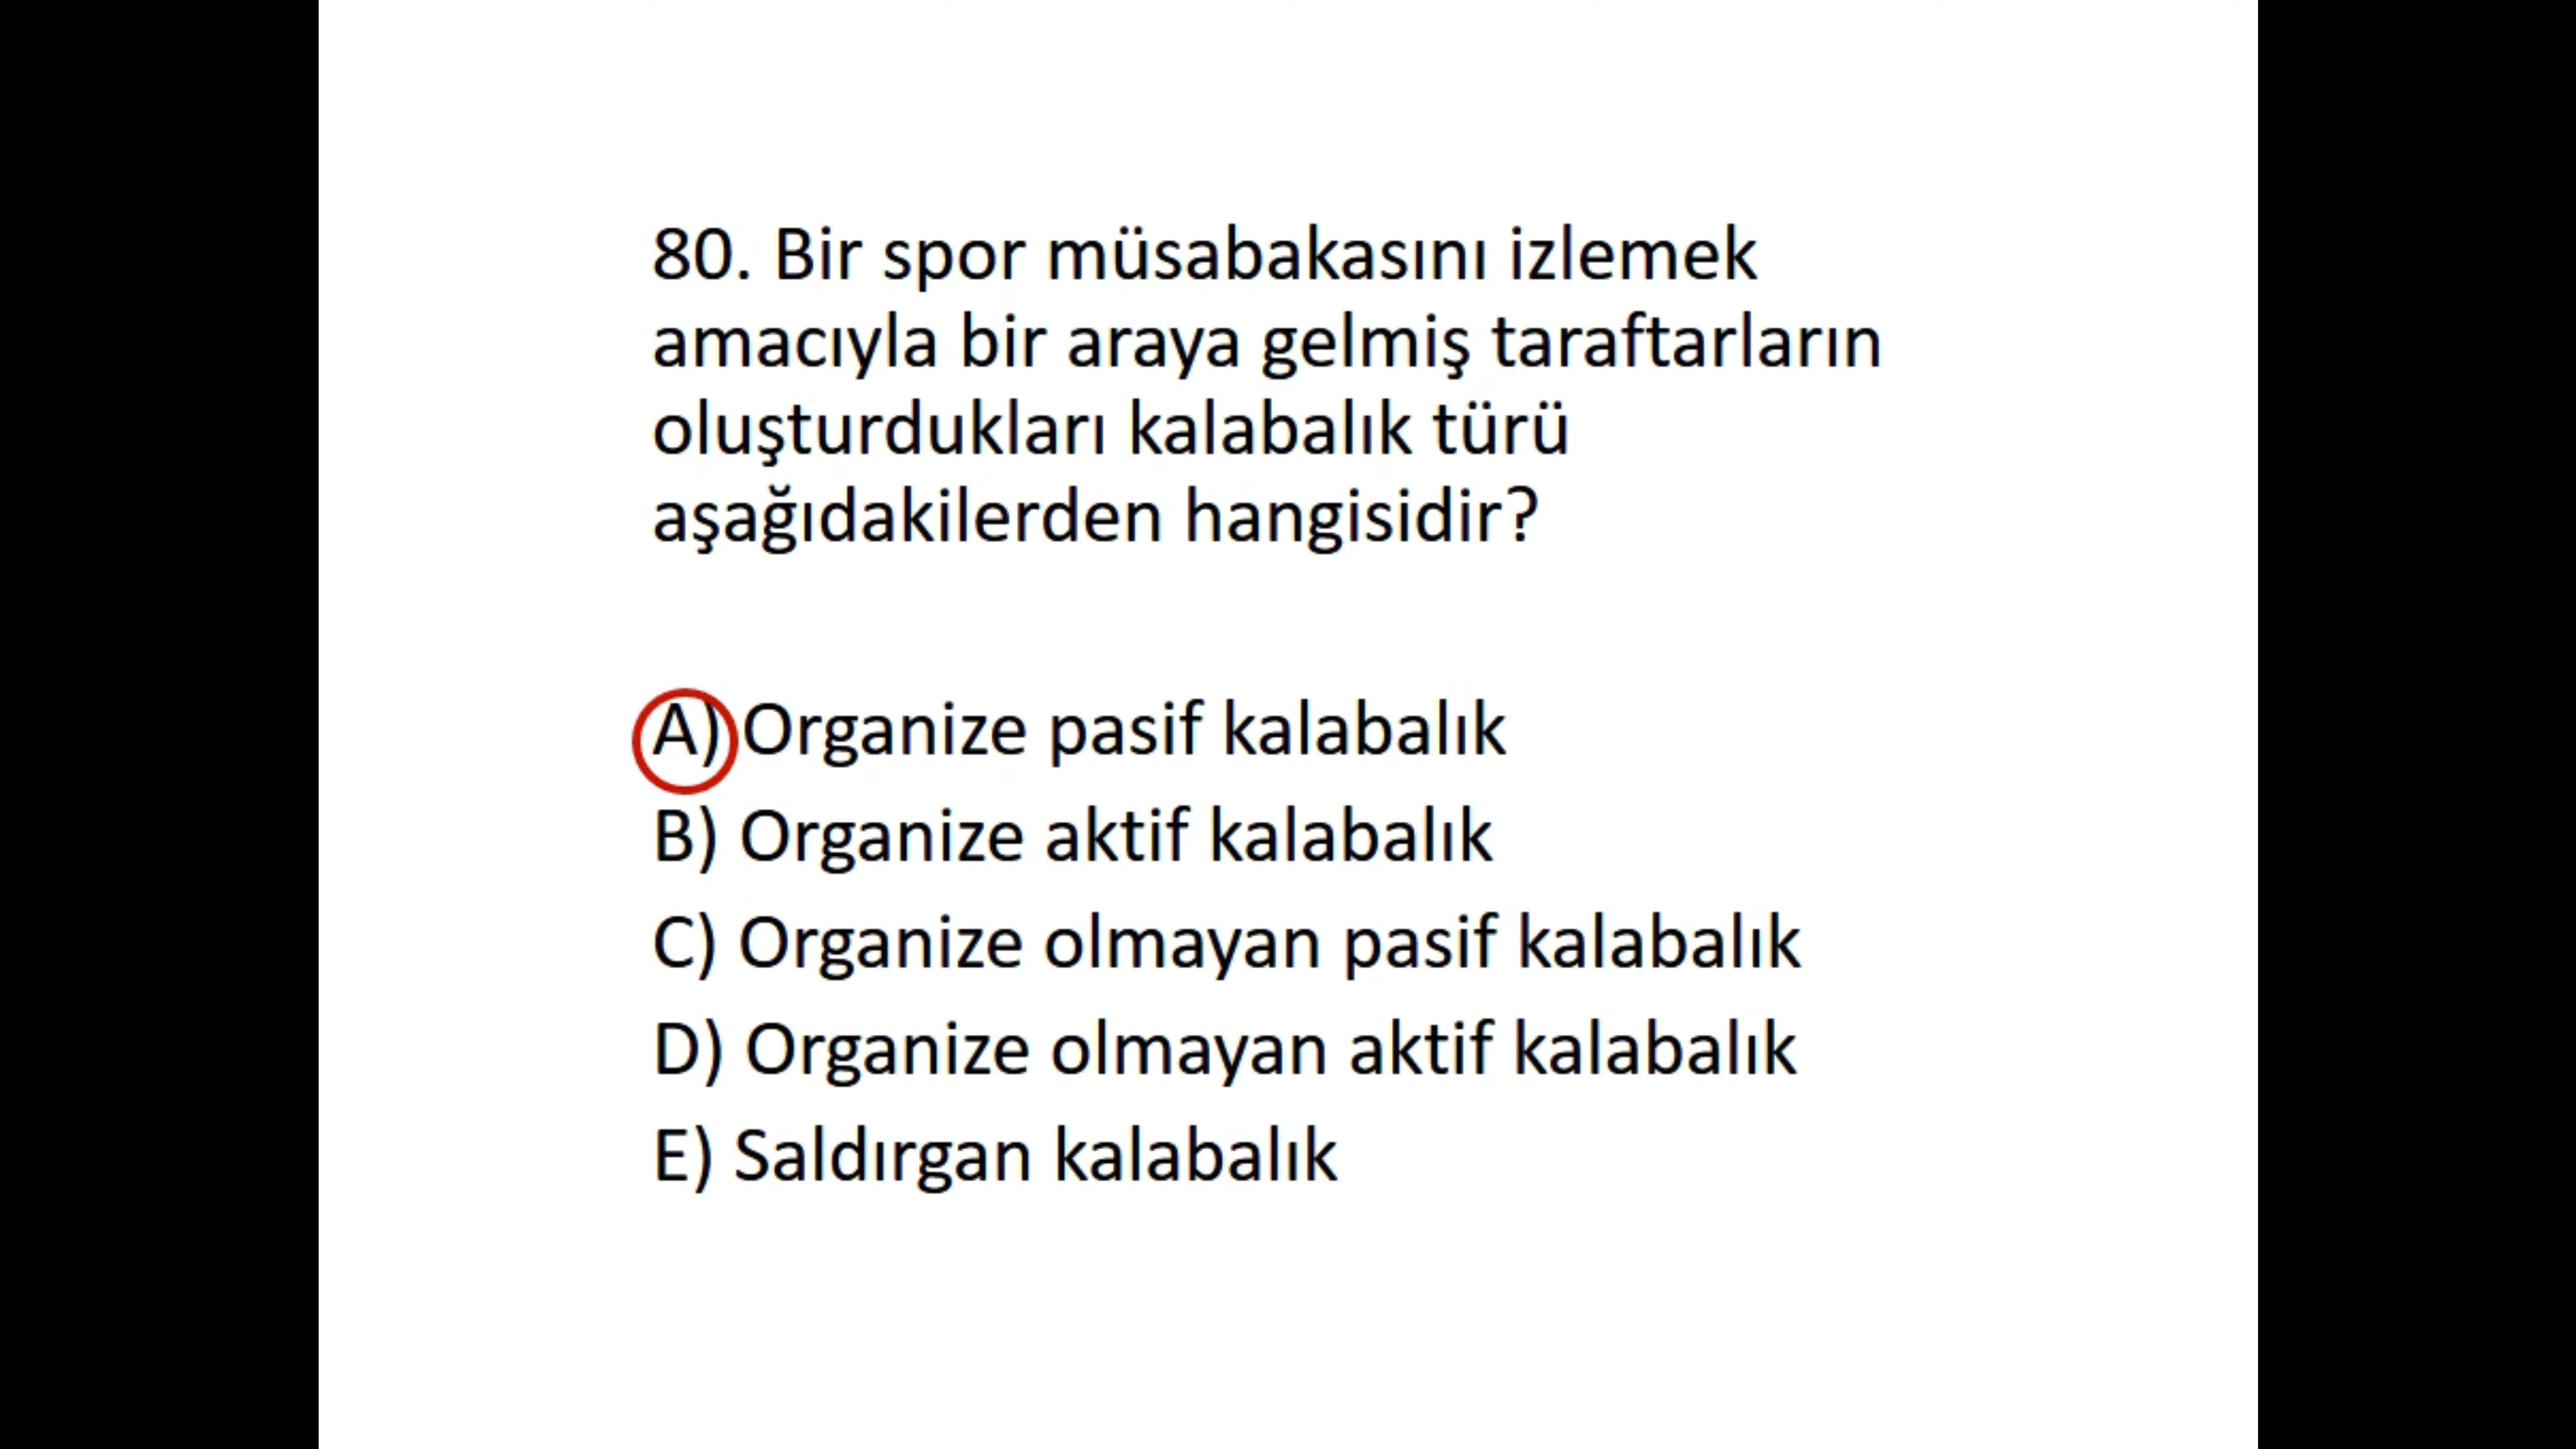 80. Bir spor müsabakasını izlemek
amacıyla bir araya gelmiş taraftarların
oluşturdukları kalabalık türü
aşağıdakilerden hangisidir?
A) Organize pasif kalabalık
B) Organize aktif kalabalık
C) Organize olmayan pasif kalabalık
D) Organize olmayan aktif kalabalık
E) Saldırgan kalabalık